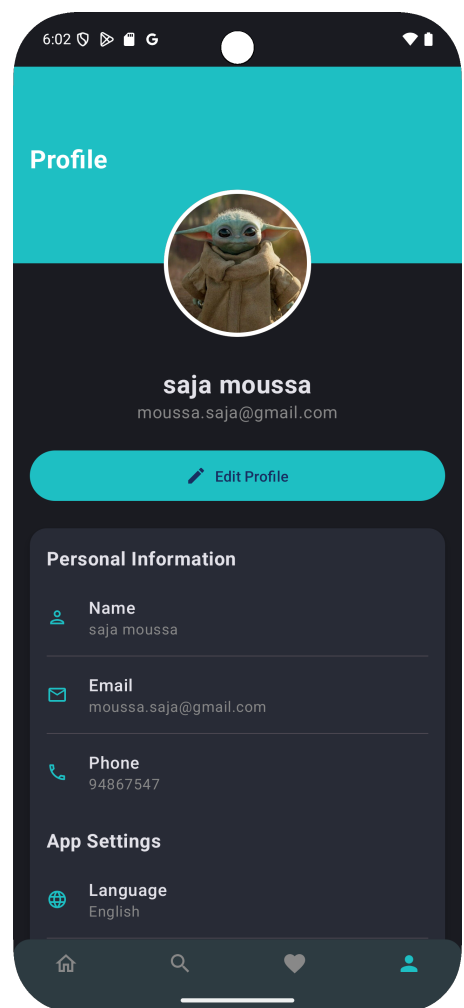 6:02
Profile
saja moussa
moussa.saja@gmail.com
Edit Profile
Personal Information
Name
saja moussa
Email
moussa.saja@gmail.com
Phone
94867547
App Settings
Language
English